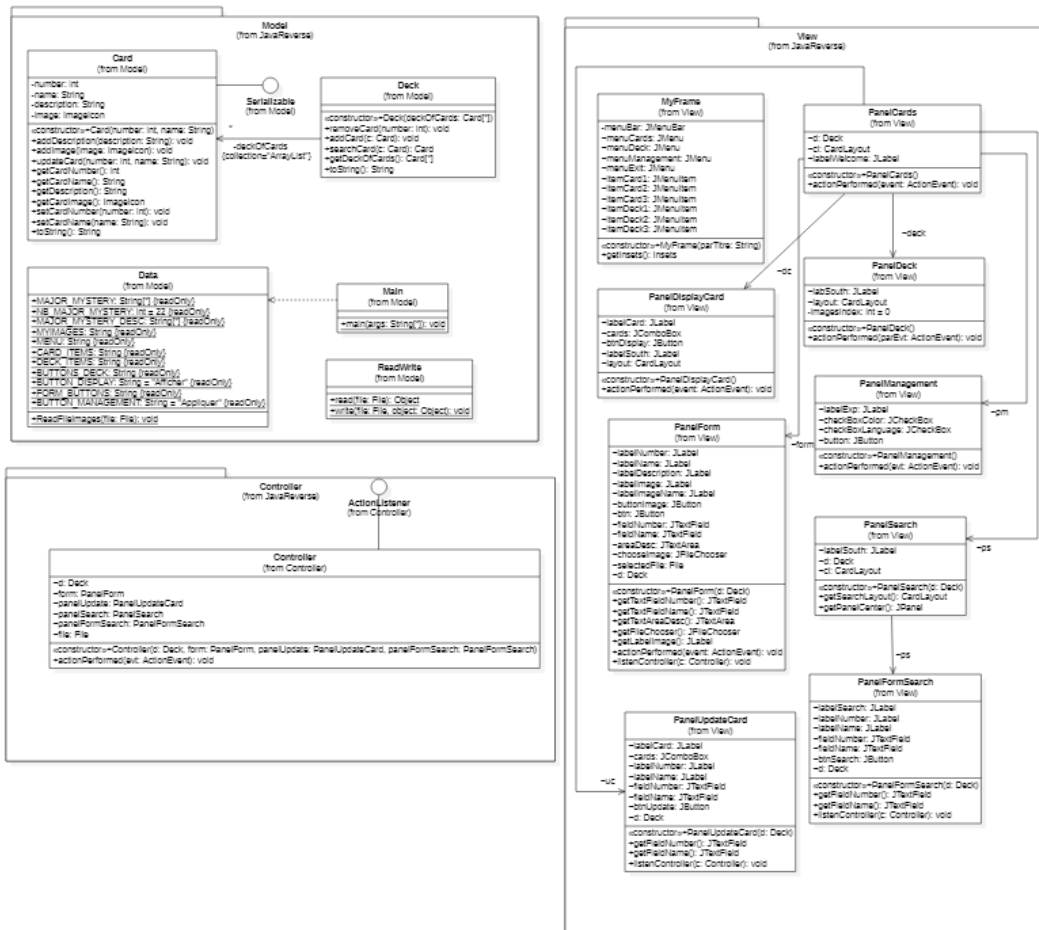 Model
(from JavaReverse)
Card
(from Model)
-number: int
-name: String
-description: String
-image: ImageIcon
«constructor»+Card(number: int, name: String)
+addDescription(description: String): void
+addImage(image: ImageIcon): void
+updateCard(number: int, name: String): void
+getCardNumber(): int
+getCardName(): String
+getDescription(): String
+getCardImage(): ImageIcon
+setCardNumber(number: int): void
+setCardName(name: String): void
+toString(): String
Serializable
(from Model)
Deck
(from Model)
«constructor»+Deck(deckOfCards: Card[*])
+removeCard(number: int): void
+addCard(c: Card): void
+searchCard(c: Card): Card
+getDeckOfCards(): Card[*]
+toString(): String
*
-deckOfCards
{collection="ArrayList"}
Data
(from Model)
+MAJOR_MYSTERY: String[*] {readOnly}
+NB_MAJOR_MYSTERY: int = 22 {readOnly}
+MAJOR_MYSTERY_DESC: String[*] {readOnly}
+MYIMAGES: String {readOnly}
+MENU: String {readOnly}
+CARD_ITEMS: String {readOnly}
+DECK_ITEMS: String {readOnly}
+BUTTONS_DECK: String {readOnly}
+BUTTON_DISPLAY: String = "Afficher" {readOnly}
+FORM_BUTTONS: String {readOnly}
+BUTTON_MANAGEMENT: String = "Appliquer" {readOnly}
+ReadFileImages(file: File): void
Main
(from Model)
+main(args: String[*]): void
ReadWrite
(from Model)
+read(file: File): Object
+write(file: File, object: Object): void
Controller
(from JavaReverse)
ActionListener
(from Controller)
Controller
(from Controller)
-d: Deck
-form: PanelForm
-panelUpdate: PanelUpdateCard
-panelSearch: PanelSearch
-panelFormSearch: PanelFormSearch
-file: File
«constructor»+Controller(d: Deck, form: PanelForm, panelUpdate: PanelUpdateCard, panelFormSearch: PanelFormSearch)
+actionPerformed(evt: ActionEvent): void
View
(from JavaReverse)
MyFrame
(from View)
-menuBar: JMenuBar
-menuCards: JMenu
-menuDeck: JMenu
-menuManagement: JMenu
-menuExit: JMenu
-itemCard1: JMenuItem
-itemCard2: JMenuItem
-itemCard3: JMenuItem
-itemDeck1: JMenuItem
-itemDeck2: JMenuItem
-itemDeck3: JMenuItem
«constructor»+MyFrame(parTitre: String)
+getInsets(): Insets
PanelCards
(from View)
-d: Deck
-cl: CardLayout
-labelWelcome: JLabel
«constructor»+PanelCards()
+actionPerformed(event: ActionEvent): void
-deck
-dc
PanelDeck
(from View)
-labSouth: JLabel
-layout: CardLayout
-imagesIndex: int = 0
«constructor»+PanelDeck()
+actionPerformed(parEvt: ActionEvent): void
PanelDisplayCard
(from View)
-labelCard: JLabel
-cards: JComboBox
-btnDisplay: JButton
-labelSouth: JLabel
-layout: CardLayout
«constructor»+PanelDisplayCard()
+actionPerformed(event: ActionEvent): void
PanelManagement
(from View)
-labelExp: JLabel
-checkBoxColor: JCheckBox
-checkBoxLanguage: JCheckBox
-button: JButton
«constructor»+PanelManagement()
+actionPerformed(evt: ActionEvent): void
-pm
-form
PanelForm
(from View)
-labelNumber: JLabel
-labelName: JLabel
-labelDescription: JLabel
-labelImage: JLabel
-labelImageName: JLabel
-buttonImage: JButton
-btn: JButton
-fieldNumber: JTextField
-fieldName: JTextField
-areaDesc: JTextArea
-chooseImage: JFileChooser
-selectedFile: File
-d: Deck
«constructor»+PanelForm(d: Deck)
+getTextFieldNumber(): JTextField
+getTextFieldName(): JTextField
+getTextAreaDesc(): JTextArea
+getFileChooser(): JFileChooser
+getLabelImage(): JLabel
+actionPerformed(event: ActionEvent): void
+listenController(c: Controller): void
PanelSearch
(from View)
-labelSouth: JLabel
-d: Deck
-cl: CardLayout
«constructor»+PanelSearch(d: Deck)
+getSearchLayout(): CardLayout
+getPanelCenter(): JPanel
-ps
-ps
PanelFormSearch
(from View)
-labelSearch: JLabel
-labelNumber: JLabel
-labelName: JLabel
-fieldNumber: JTextField
-fieldName: JTextField
-btnSearch: JButton
-d: Deck
«constructor»+PanelFormSearch(d: Deck)
+getFieldNumber(): JTextField
+getFieldName(): JTextField
+listenController(c: Controller): void
-uc
PanelUpdateCard
(from View)
-labelCard: JLabel
-cards: JComboBox
-labelNumber: JLabel
-labelName: JLabel
-fieldNumber: JTextField
-fieldName: JTextField
-btnUpdate: JButton
-d: Deck
«constructor»+PanelUpdateCard(d: Deck)
+getFieldNumber(): JTextField
+getFieldName(): JTextField
+listenController(c: Controller): void